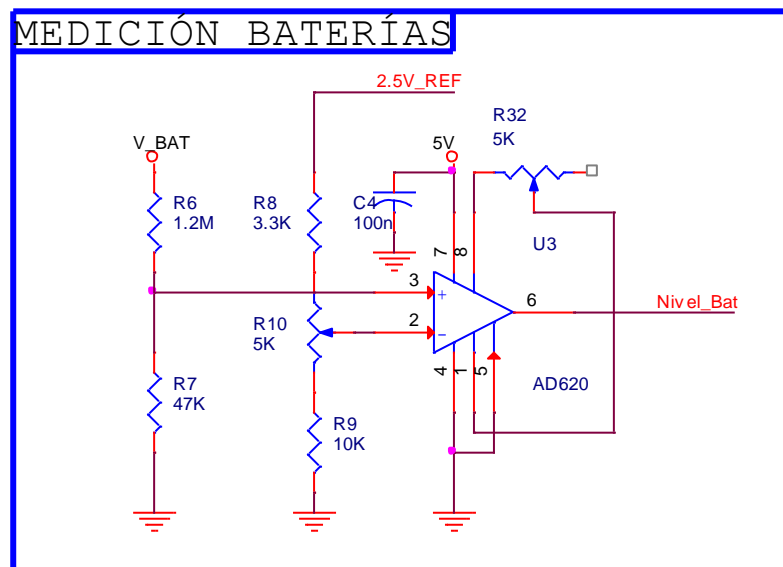 MEDICIÓN BATERÍAS
2.5V_REF
R32
5K
V_BAT
5V
R6
1.2M
R8
3.3K
C4
100n
7
8
U3
3
+
6
Nivel_Bat
R10
5K
2
-
R7
47K
4
1
5
AD620
R9
10K